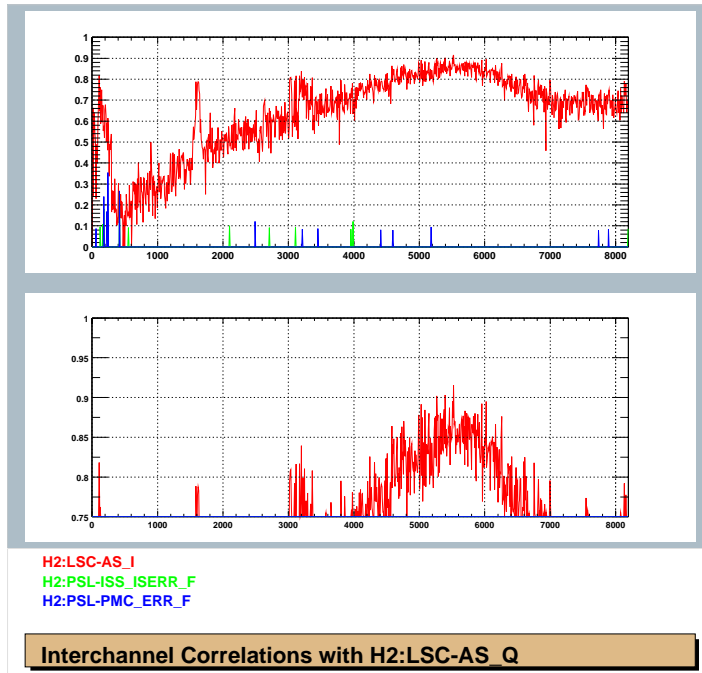 1
0.9
0.8
0.7
0.6
0.5
0.4
0.3
0.2
0.1
0
0 1000 2000 3000 4000 5000 6000 7000 8000
1
0.95
0.9
0.85
0.8
0.75
0 1000 2000 3000 4000 5000 6000 7000 8000
H2:LSC-AS_I
H2:PSL-ISS_ISERR_F
H2:PSL-PMC_ERR_F
Interchannel Correlations with H2:LSC-AS_Q